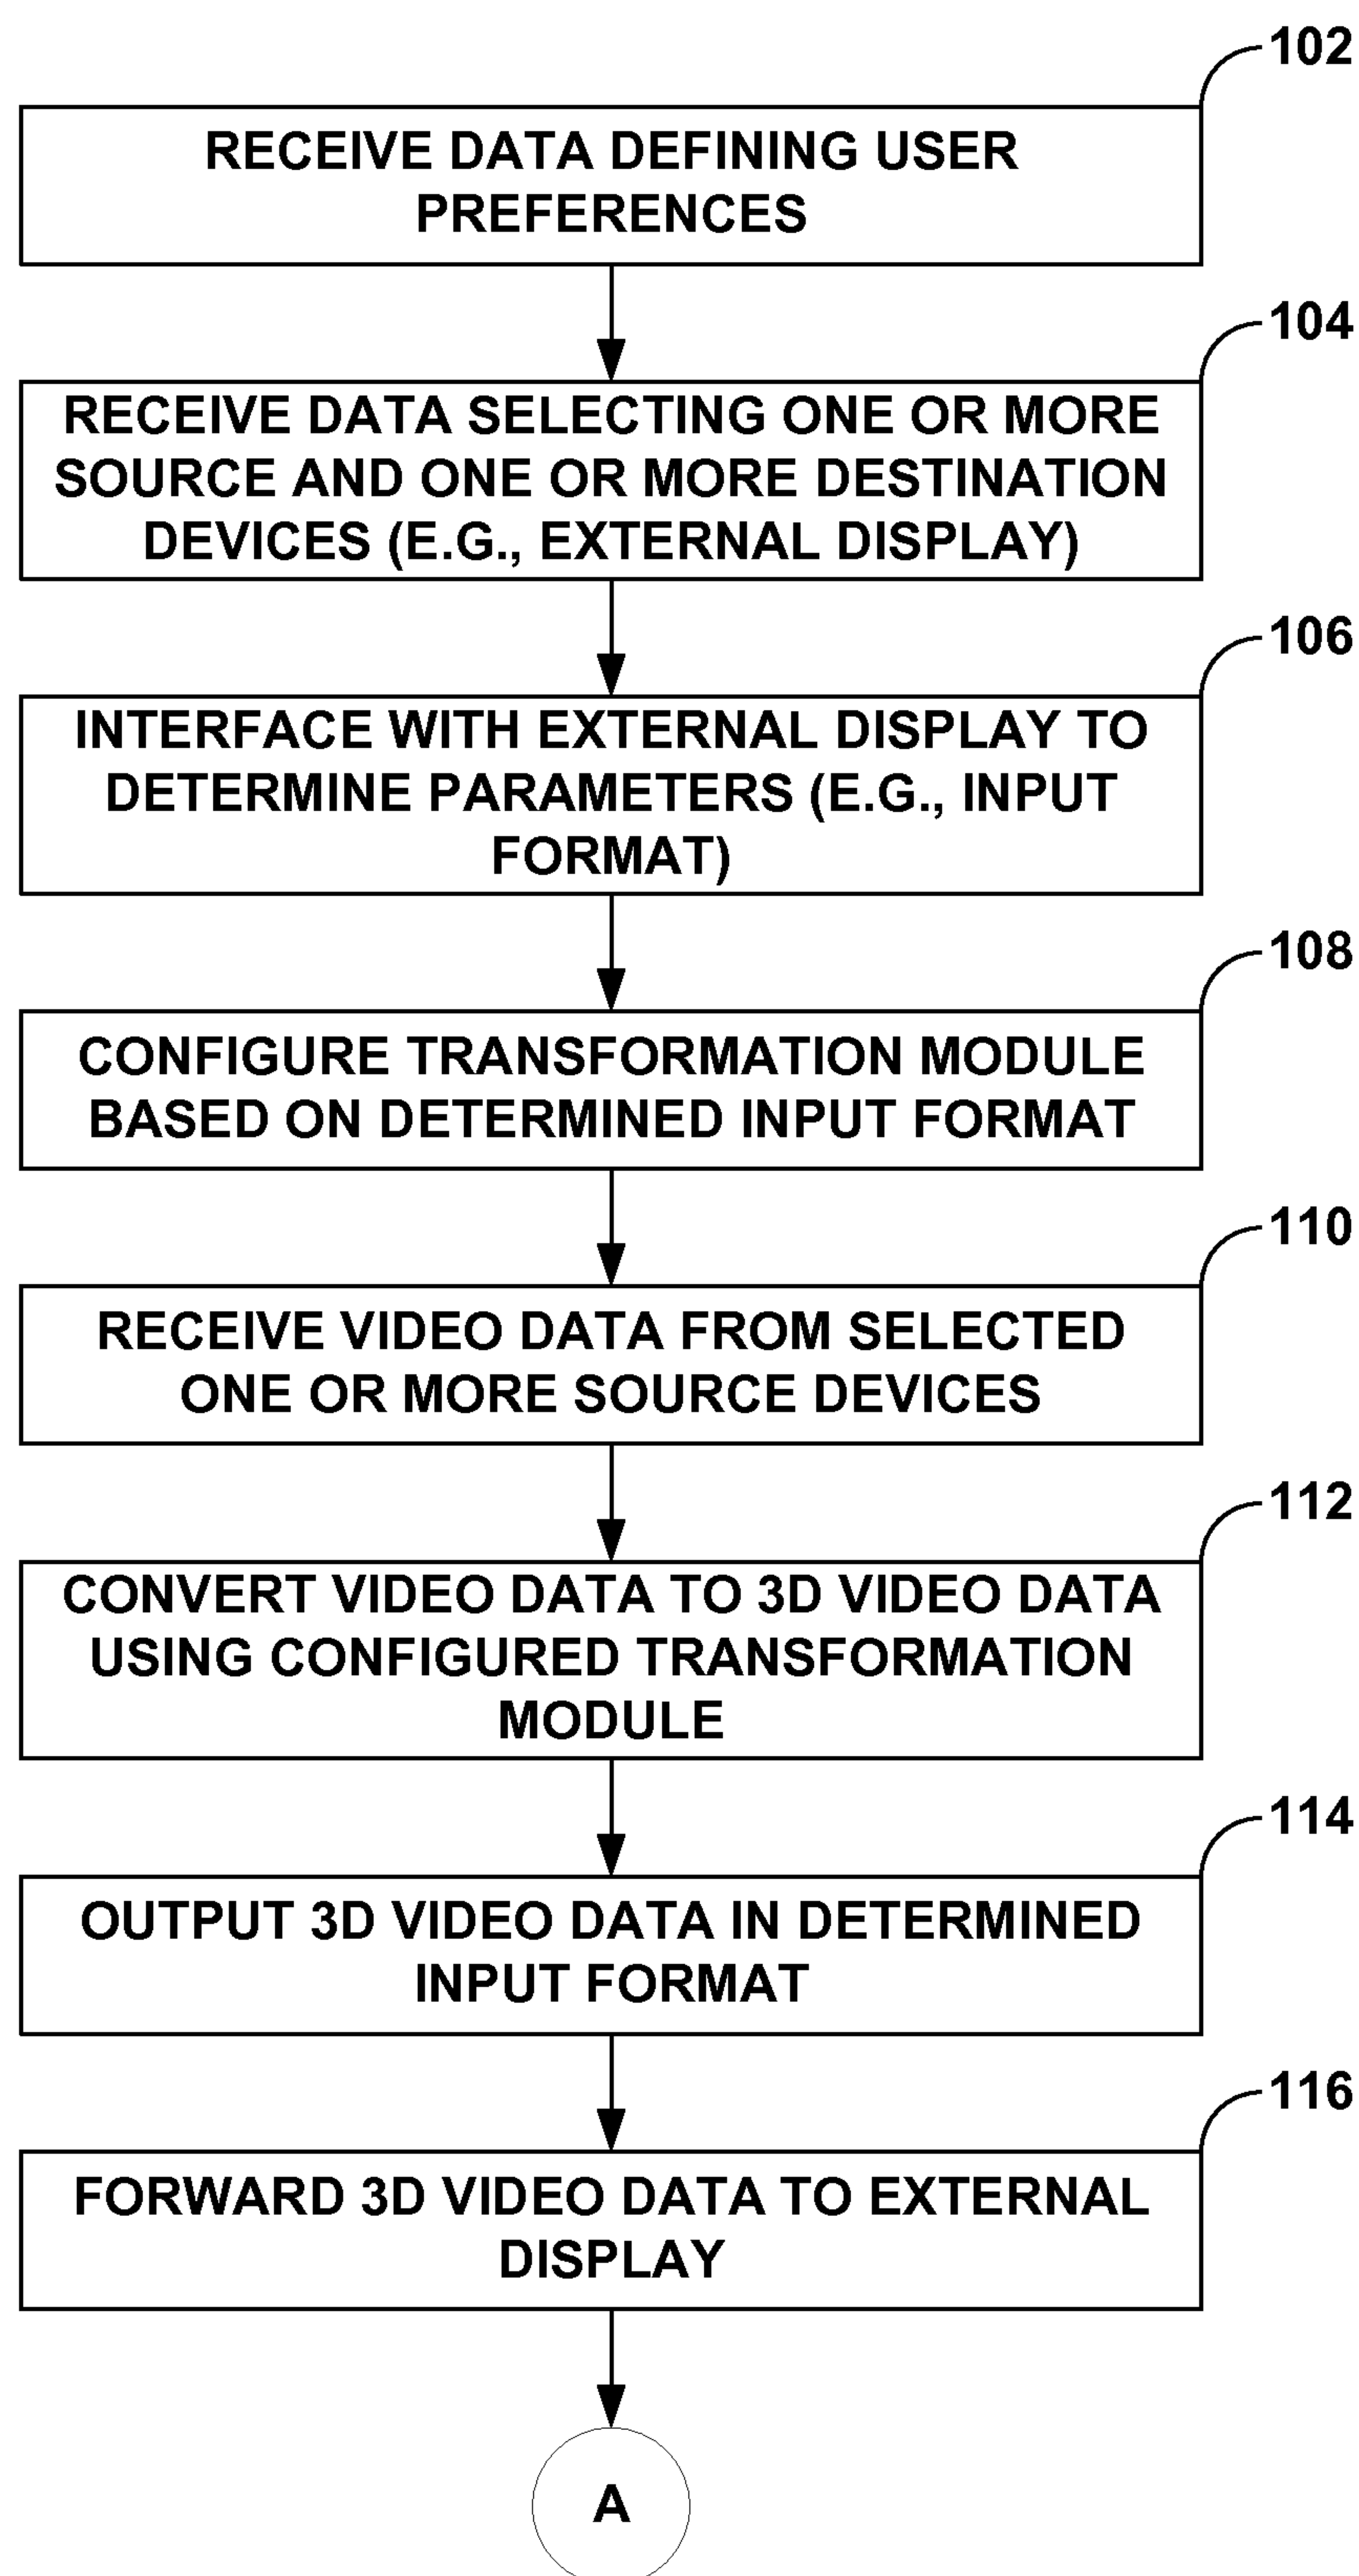 102
RECEIVE DATA DEFINING USER
PREFERENCES
104
RECEIVE DATA SELECTING ONE OR MORE
SOURCE AND ONE OR MORE DESTINATION
DEVICES (E.G., EXTERNAL DISPLAY)
106
INTERFACE WITH EXTERNAL DISPLAY TO
DETERMINE PARAMETERS (E.G., INPUT
FORMAT)
108
CONFIGURE TRANSFORMATION MODULE
BASED ON DETERMINED INPUT FORMAT
110
RECEIVE VIDEO DATA FROM SELECTED
ONE OR MORE SOURCE DEVICES
112
CONVERT VIDEO DATA TO 3D VIDEO DATA
USING CONFIGURED TRANSFORMATION
MODULE
114
OUTPUT 3D VIDEO DATA IN DETERMINED
INPUT FORMAT
116
FORWARD 3D VIDEO DATA TO EXTERNAL
DISPLAY
A